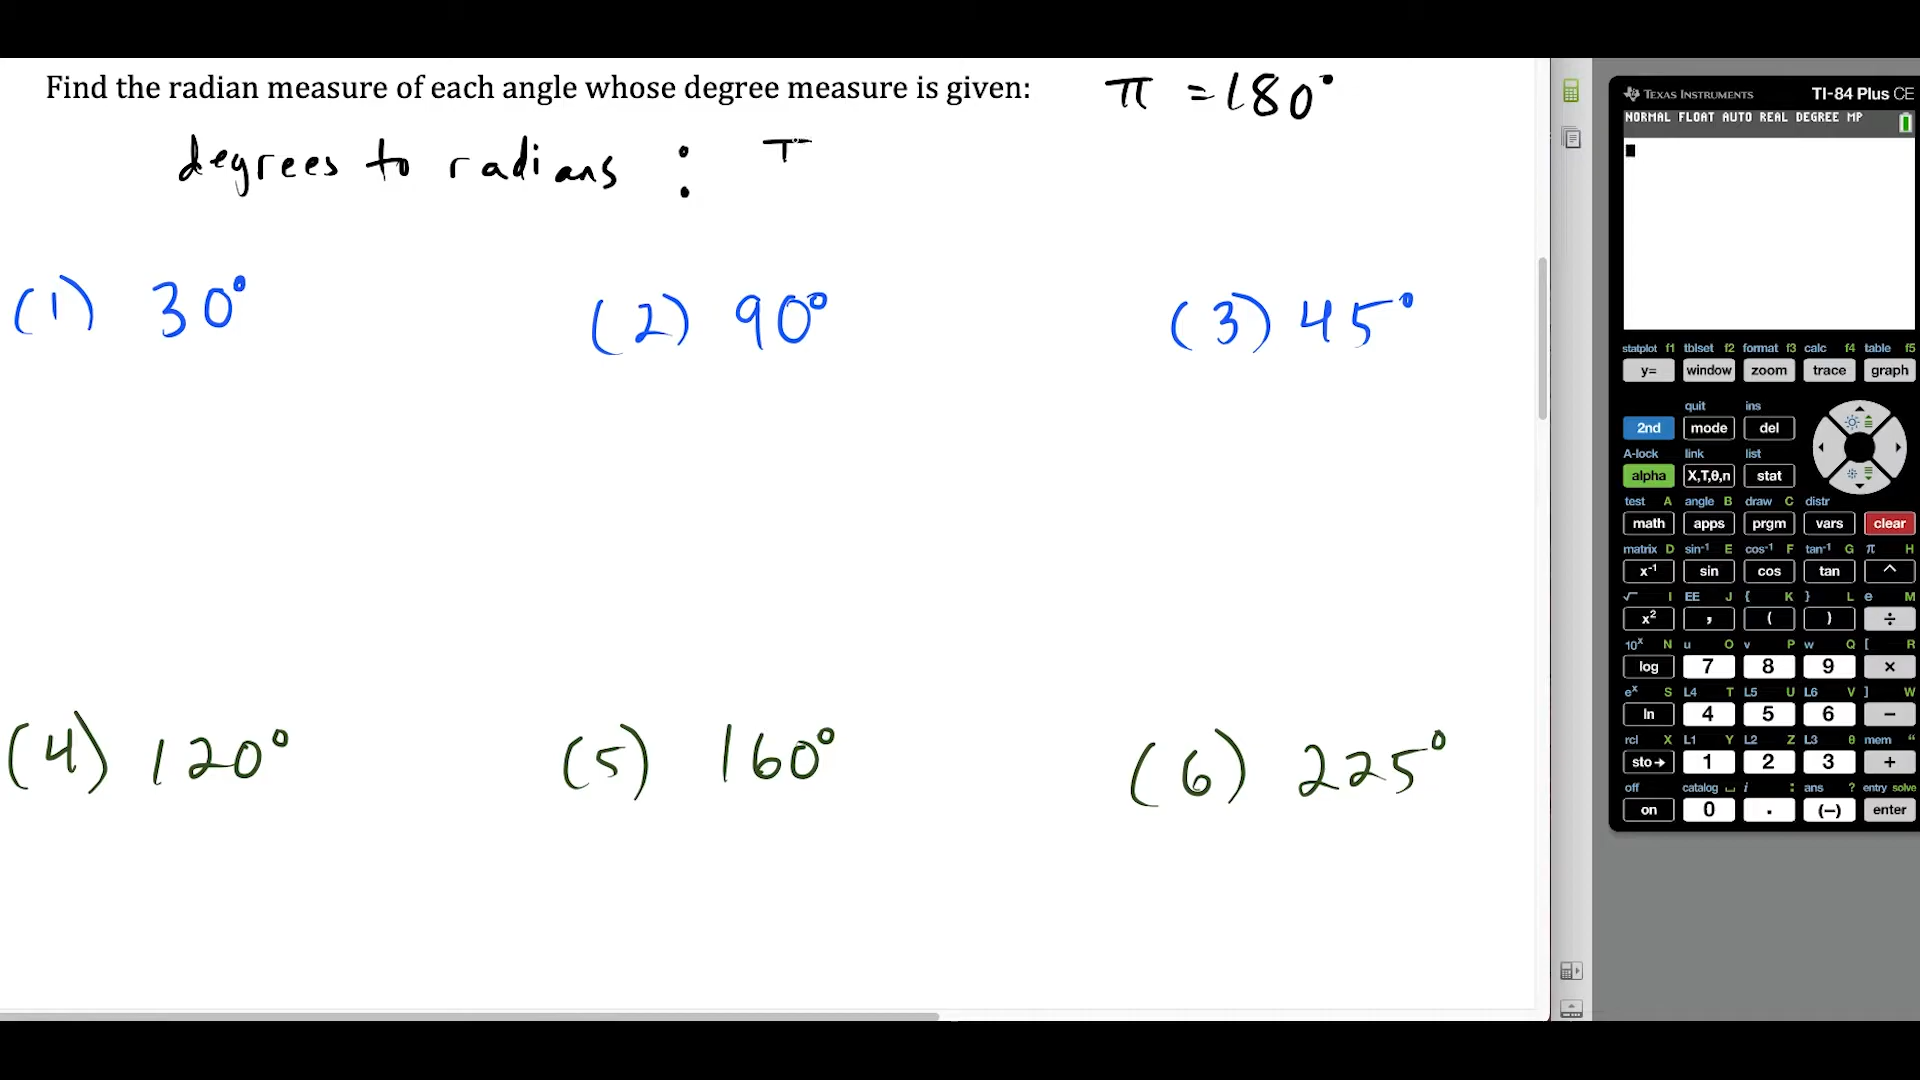 Find the radian measure of each angle whose degree measure is given: π = 180°
degrees to radians :
(1) 30° (2) 90° (3) 45°
(4) 120° (5) 160° (6) 225°
TEXAS INSTRUMENTS TI-84 Plus CE
NORMAL FLOAT AUTO REAL DEGREE MP
statplot f1 tblset f2 format f3 calc f4 table f5
y= window zoom trace graph
quit ins
2nd mode del
A-lock link list
alpha X,T,θ,n stat
test A angle B draw C distr
math apps prgm vars clear
matrix D sin⁻¹ E cos⁻¹ F tan⁻¹ G π H
x⁻¹ sin cos tan ^
√ I EE J { K } L e M
x² , ( ) ÷
10ˣ N u O v P w Q [ R
log 7 8 9 ×
eˣ S L4 T L5 U L6 V ] W
ln 4 5 6 −
rcl X L1 Y L2 Z L3 θ mem “
sto→ 1 2 3 +
off catalog ⎵ i : ans ? entry solve
on 0 . (−) enter